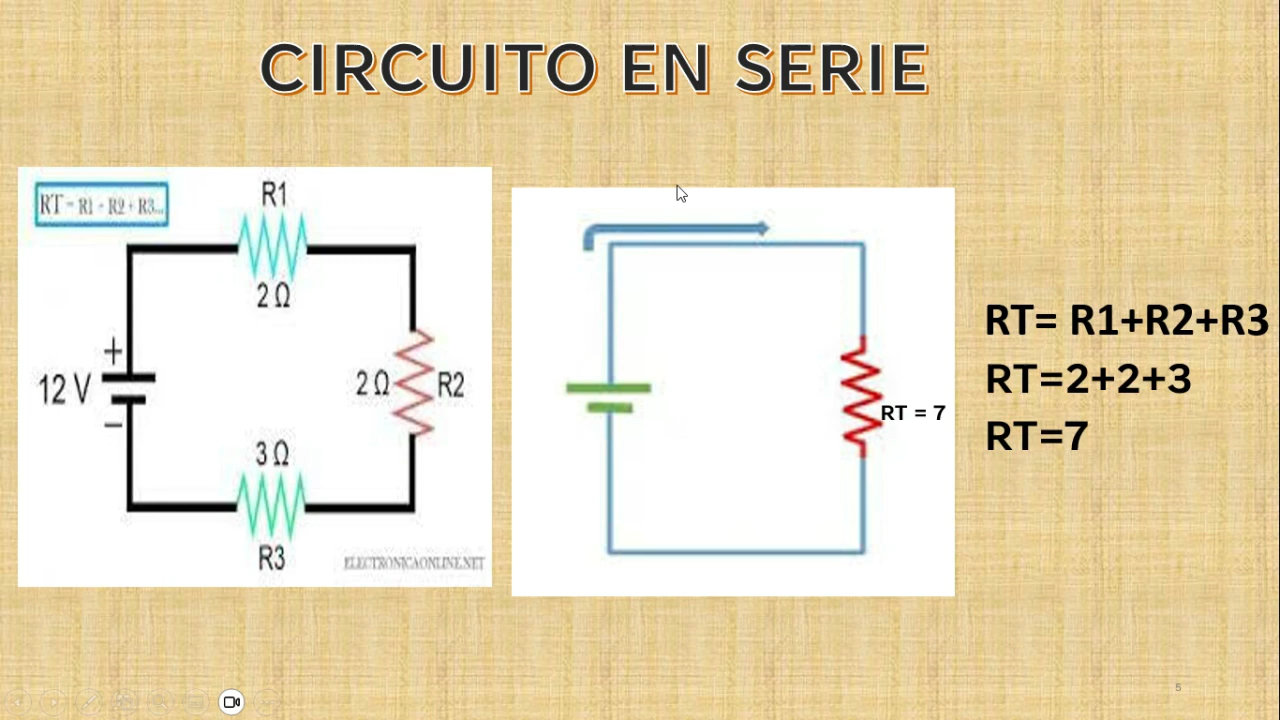 CIRCUITO EN SERIE
RT = R1 + R2 + R3...
R1
2 Ω
+
12 V
−
2 Ω
R2
3 Ω
R3
ELECTRONICAONLINE.NET
RT = 7
RT= R1+R2+R3
RT=2+2+3
RT=7
5